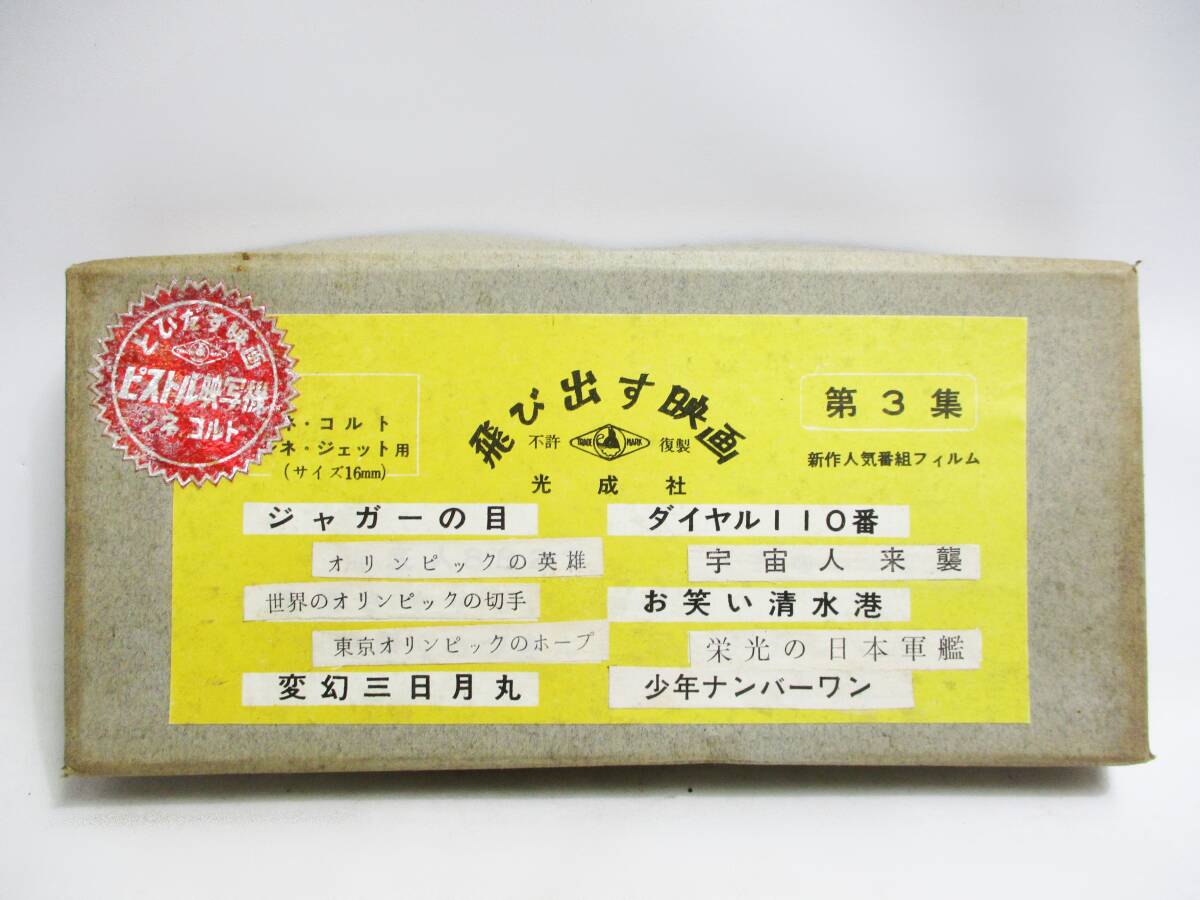 とびだす映画
ピストル映写機
シネ コルト
ネ・コルト
ネ・ジェット用
(サイズ16mm)
飛び出す映画
不許 TRADE MARK 復製
光成社
第3集
新作人気番組フィルム
ジャガーの目
オリンピックの英雄
世界のオリンピックの切手
東京オリンピックのホープ
変幻三日月丸
ダイヤル110番
宇宙人来襲
お笑い清水港
栄光の日本軍艦
少年ナンバーワン